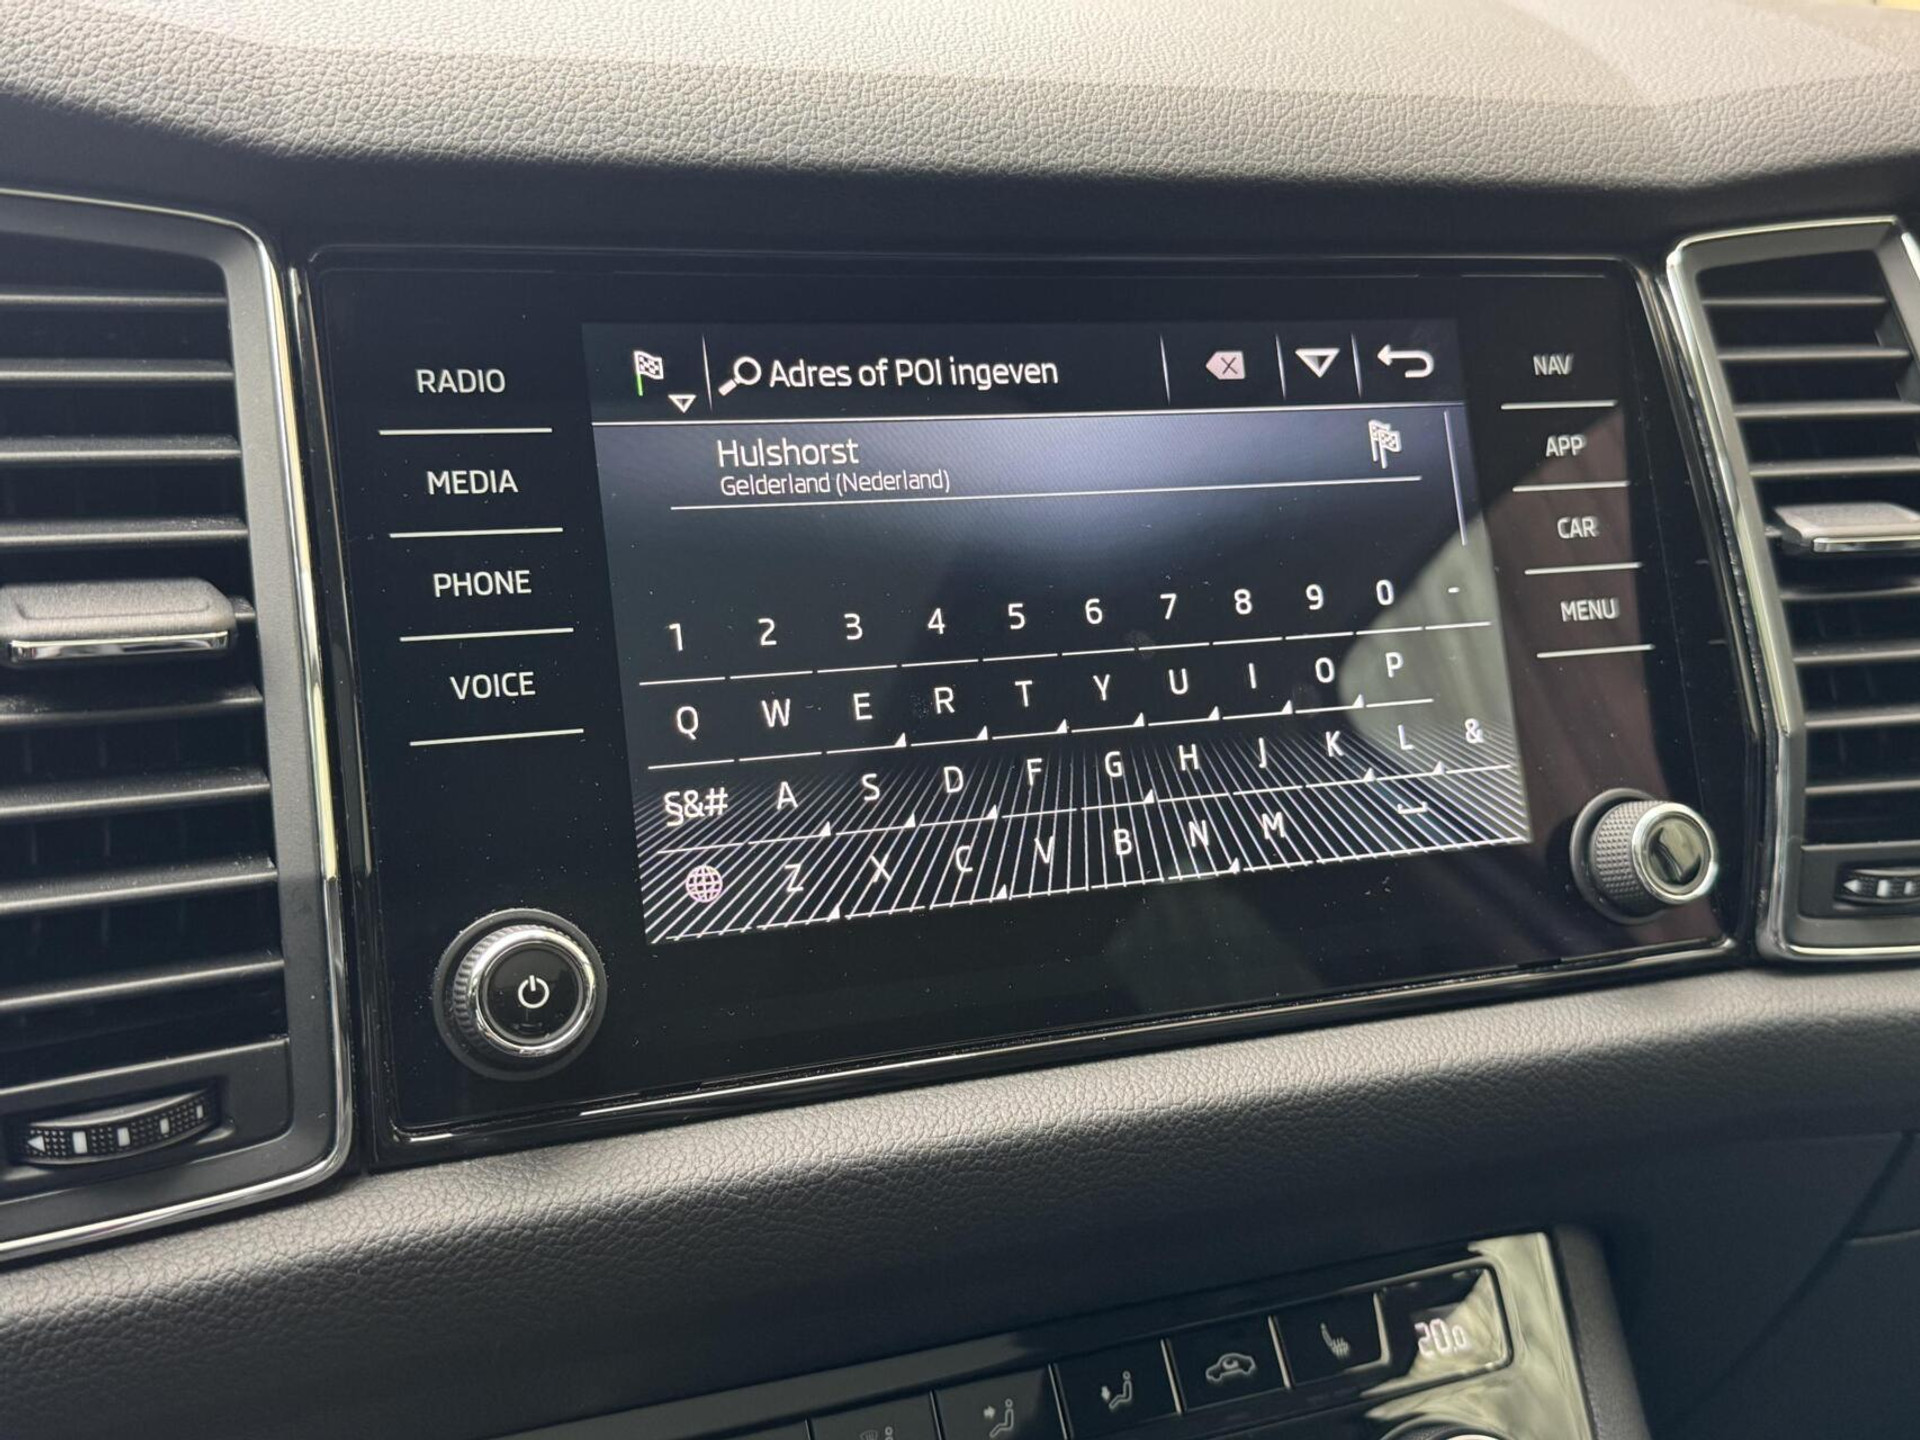 RADIO
MEDIA
PHONE
VOICE
Adres of POI ingeven
Hulshorst
Gelderland (Nederland)
1 2 3 4 5 6 7 8 9 0 -
Q W E R T Y U I O P
§&# A S D F G H J K L &
Z X C V B N M
NAV
APP
CAR
MENU
20.0